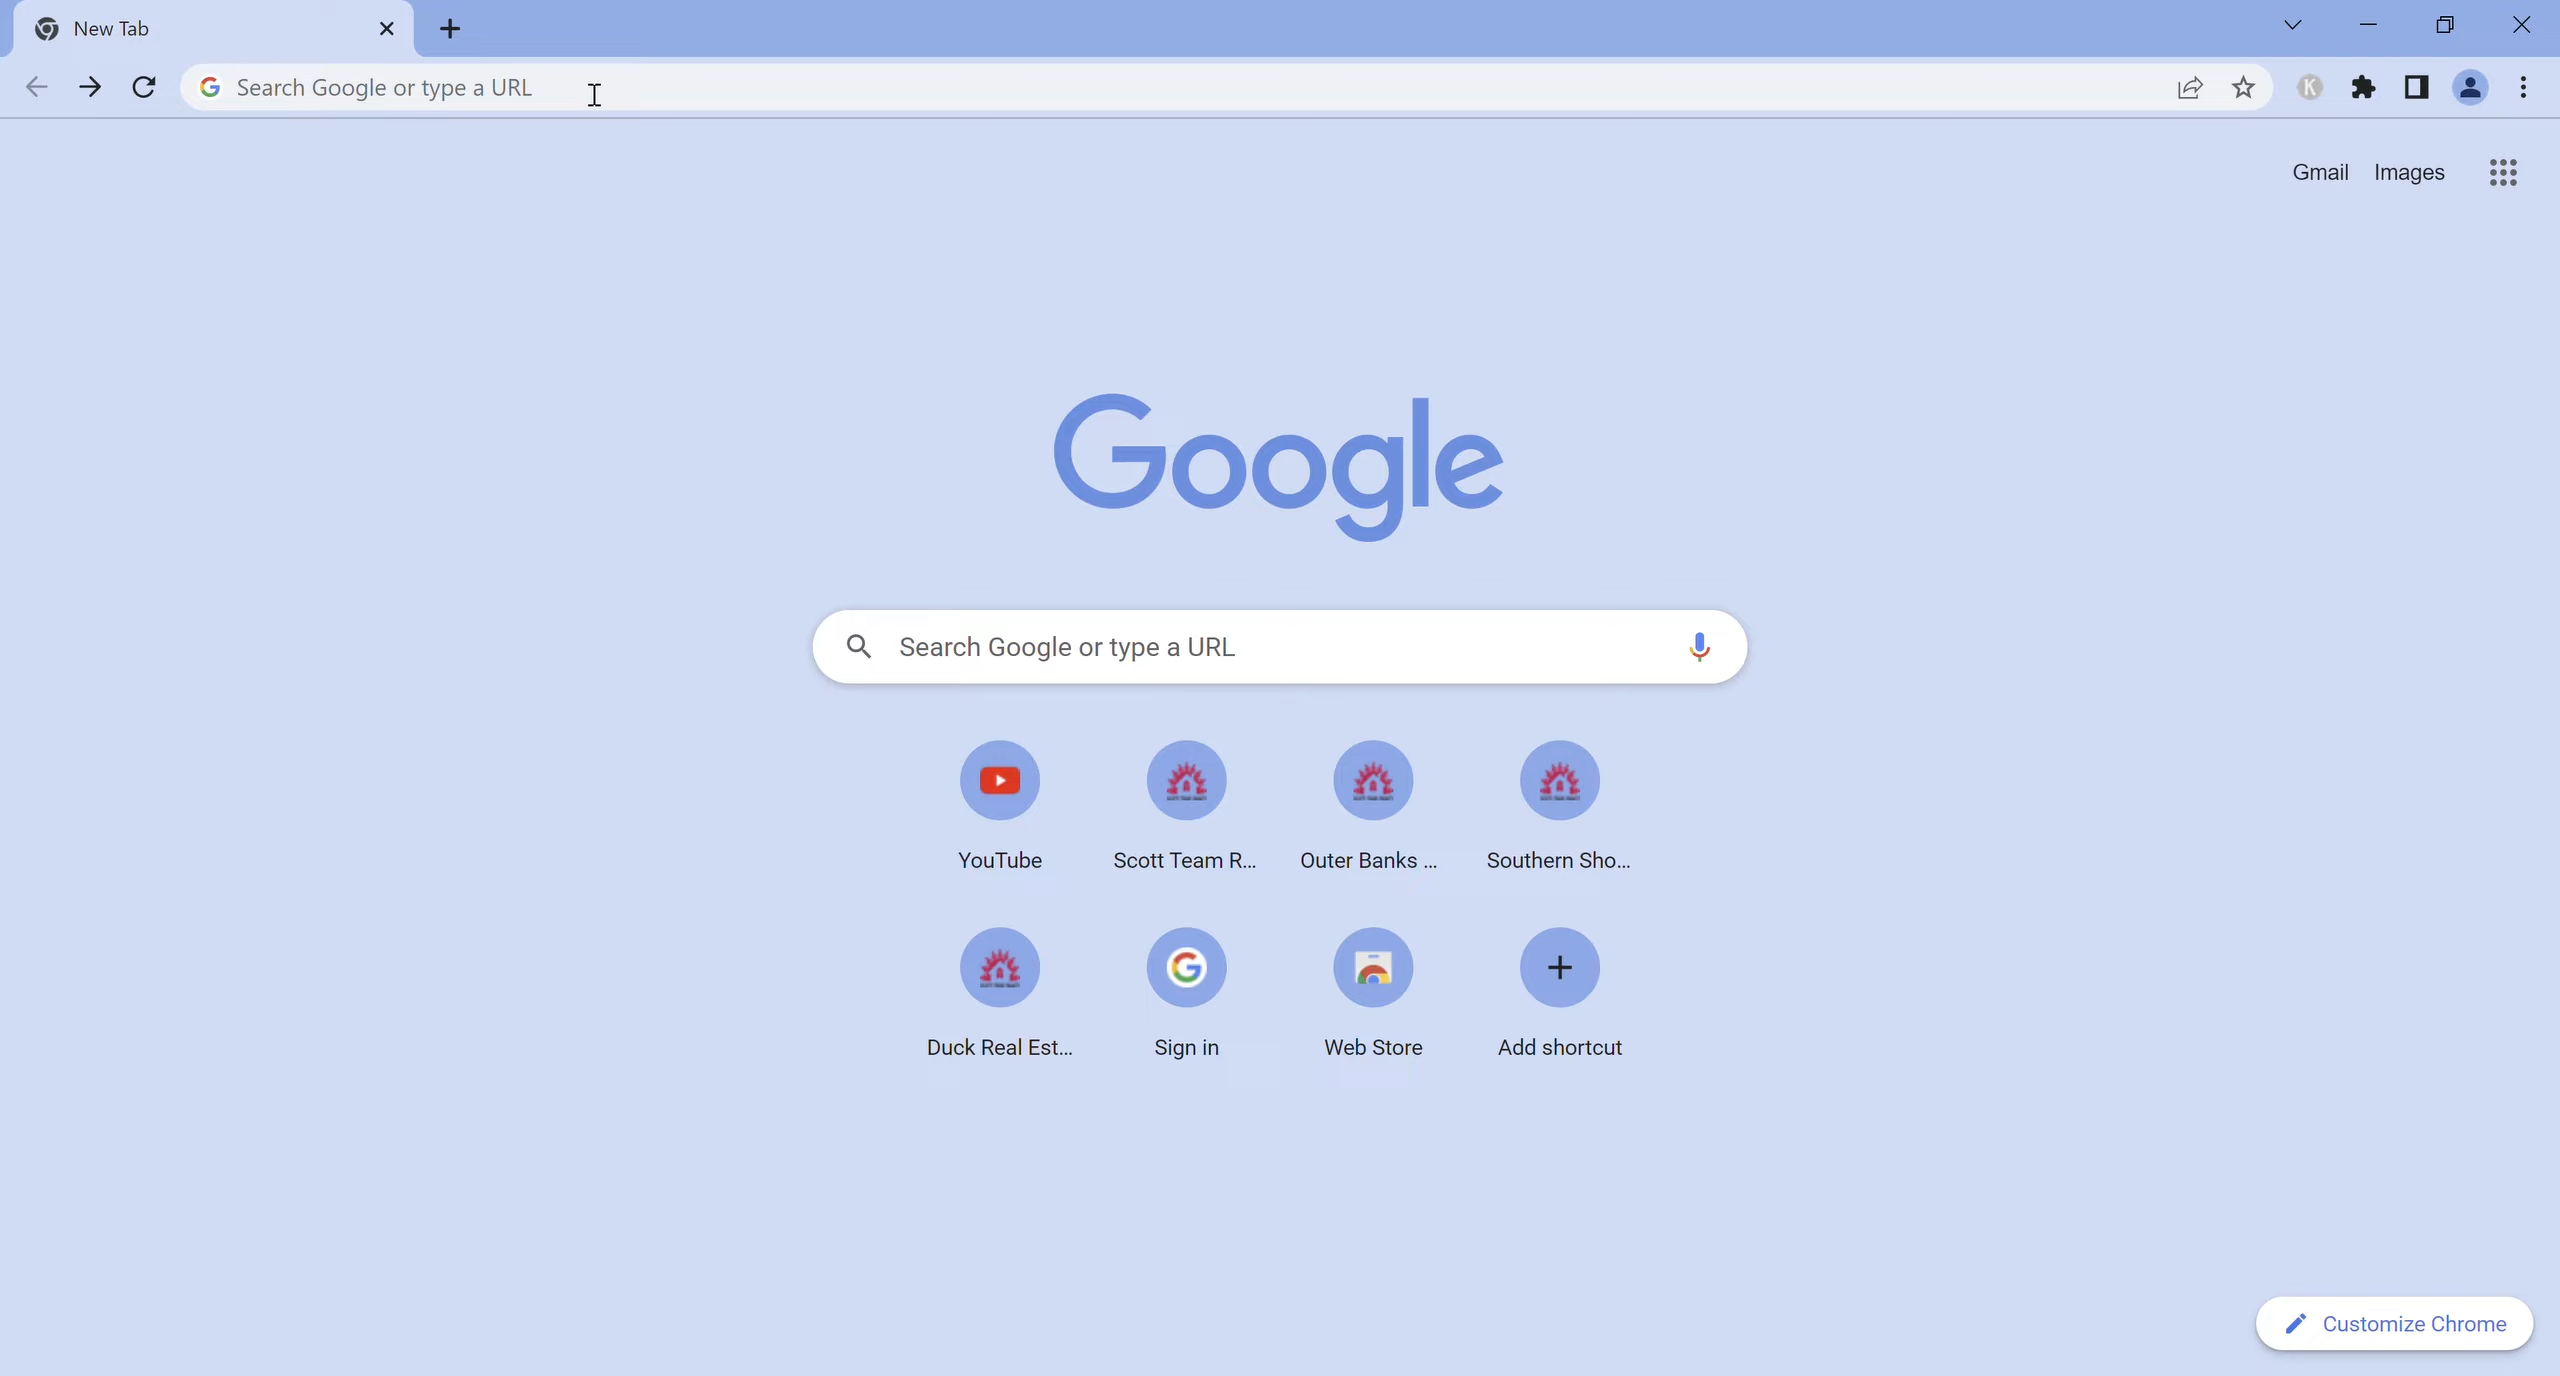 New Tab
Search Google or type a URL
K
Gmail Images
Google
Search Google or type a URL
YouTube Scott Team R... Outer Banks ... Southern Sho...
Duck Real Est... Sign in Web Store Add shortcut
Customize Chrome